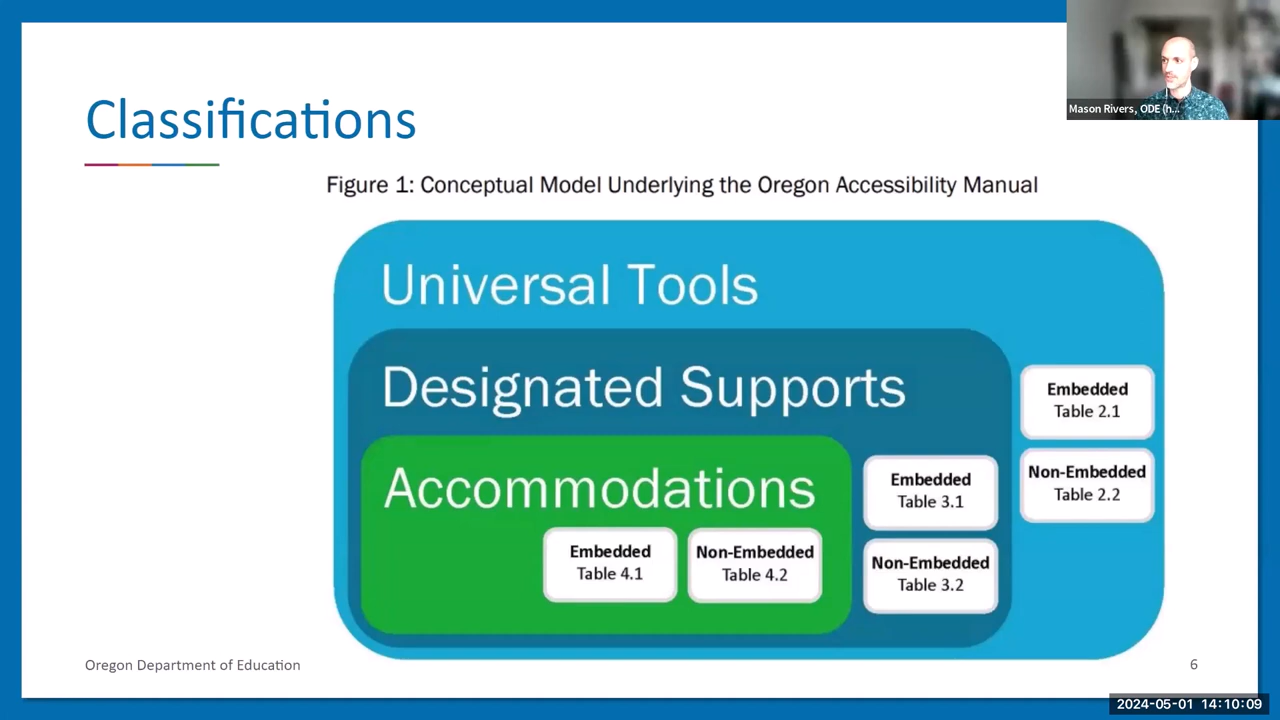 Mason Rivers, ODE (h...
Classifications
Figure 1: Conceptual Model Underlying the Oregon Accessibility Manual
Universal Tools
Designated Supports
Accommodations
Embedded
Table 2.1
Non-Embedded
Table 2.2
Embedded
Table 3.1
Non-Embedded
Table 3.2
Embedded
Table 4.1
Non-Embedded
Table 4.2
Oregon Department of Education
6
2024-05-01 14:10:09